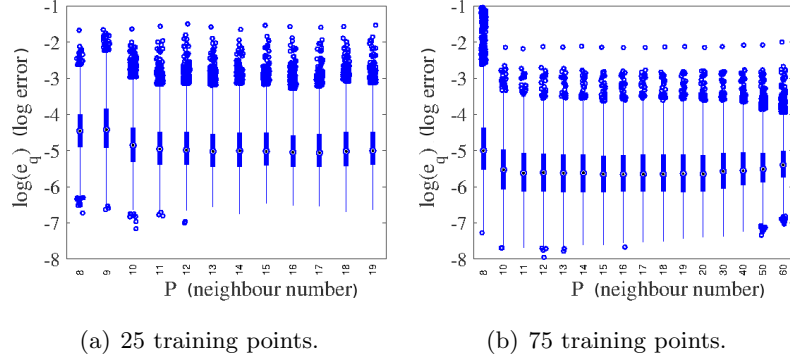 -1
-2
-3
-4
-5
-6
-7
-8
log(e_q) (log error)
8 9 10 11 12 13 14 15 16 17 18 19
P (neighbour number)
(a) 25 training points.
-1
-2
-3
-4
-5
-6
-7
-8
log(e_q) (log error)
8 10 11 12 13 14 15 16 17 18 19 20 30 40 50 60
P (neighbour number)
(b) 75 training points.